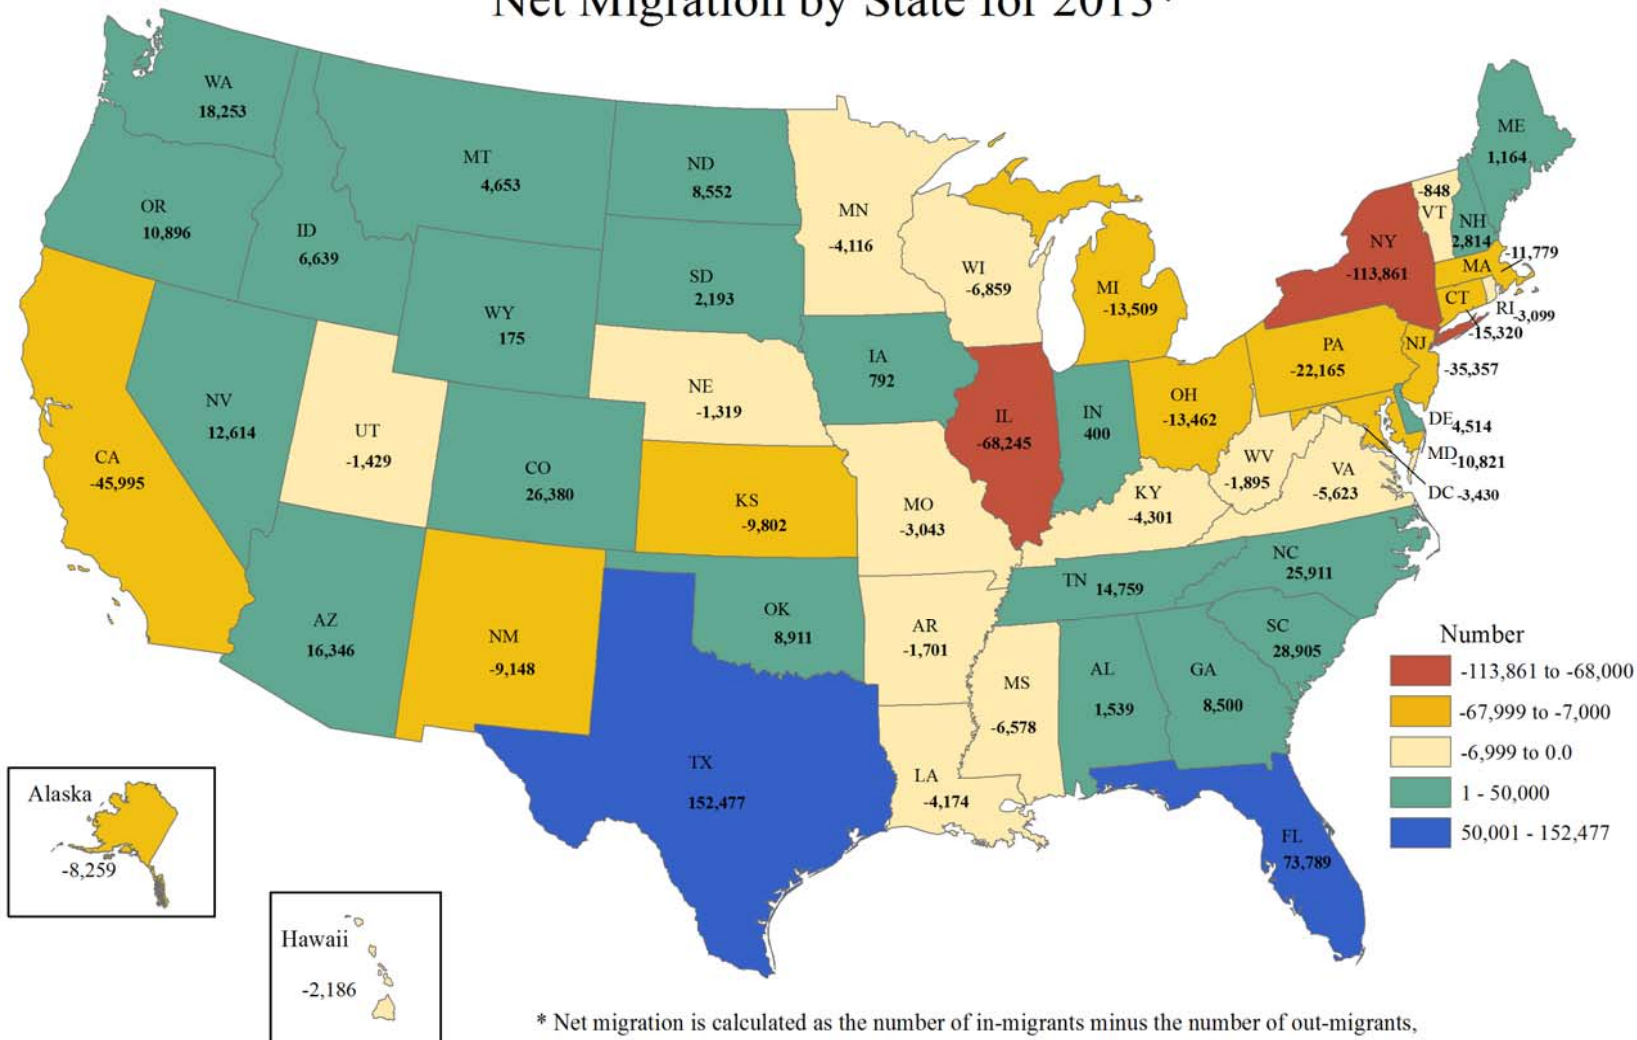 Net Migration by State for 2013*
WA
18,253
MT
4,653
ND
8,552
OR
10,896
ID
6,639
SD
2,193
WY
175
MN
-4,116
WI
-6,859
MI
-13,509
ME
1,164
-848
VT
NH
2,814
NY
-113,861
-11,779
MA
CT
RI
-3,099
-15,320
PA
-22,165
NJ
-35,357
IA
792
NE
-1,319
NV
12,614
UT
-1,429
CO
26,380
CA
-45,995
KS
-9,802
MO
-3,043
IL
-68,245
IN
400
OH
-13,462
DE
4,514
MD
-10,821
DC
-3,430
WV
-1,895
VA
-5,623
KY
-4,301
TN
14,759
NC
25,911
AZ
16,346
NM
-9,148
OK
8,911
AR
-1,701
SC
28,905
MS
-6,578
AL
1,539
GA
8,500
TX
152,477
LA
-4,174
FL
73,789
Alaska
-8,259
Hawaii
-2,186
Number
-113,861 to -68,000
-67,999 to -7,000
-6,999 to 0.0
1 - 50,000
50,001 - 152,477
* Net migration is calculated as the number of in-migrants minus the number of out-migrants,